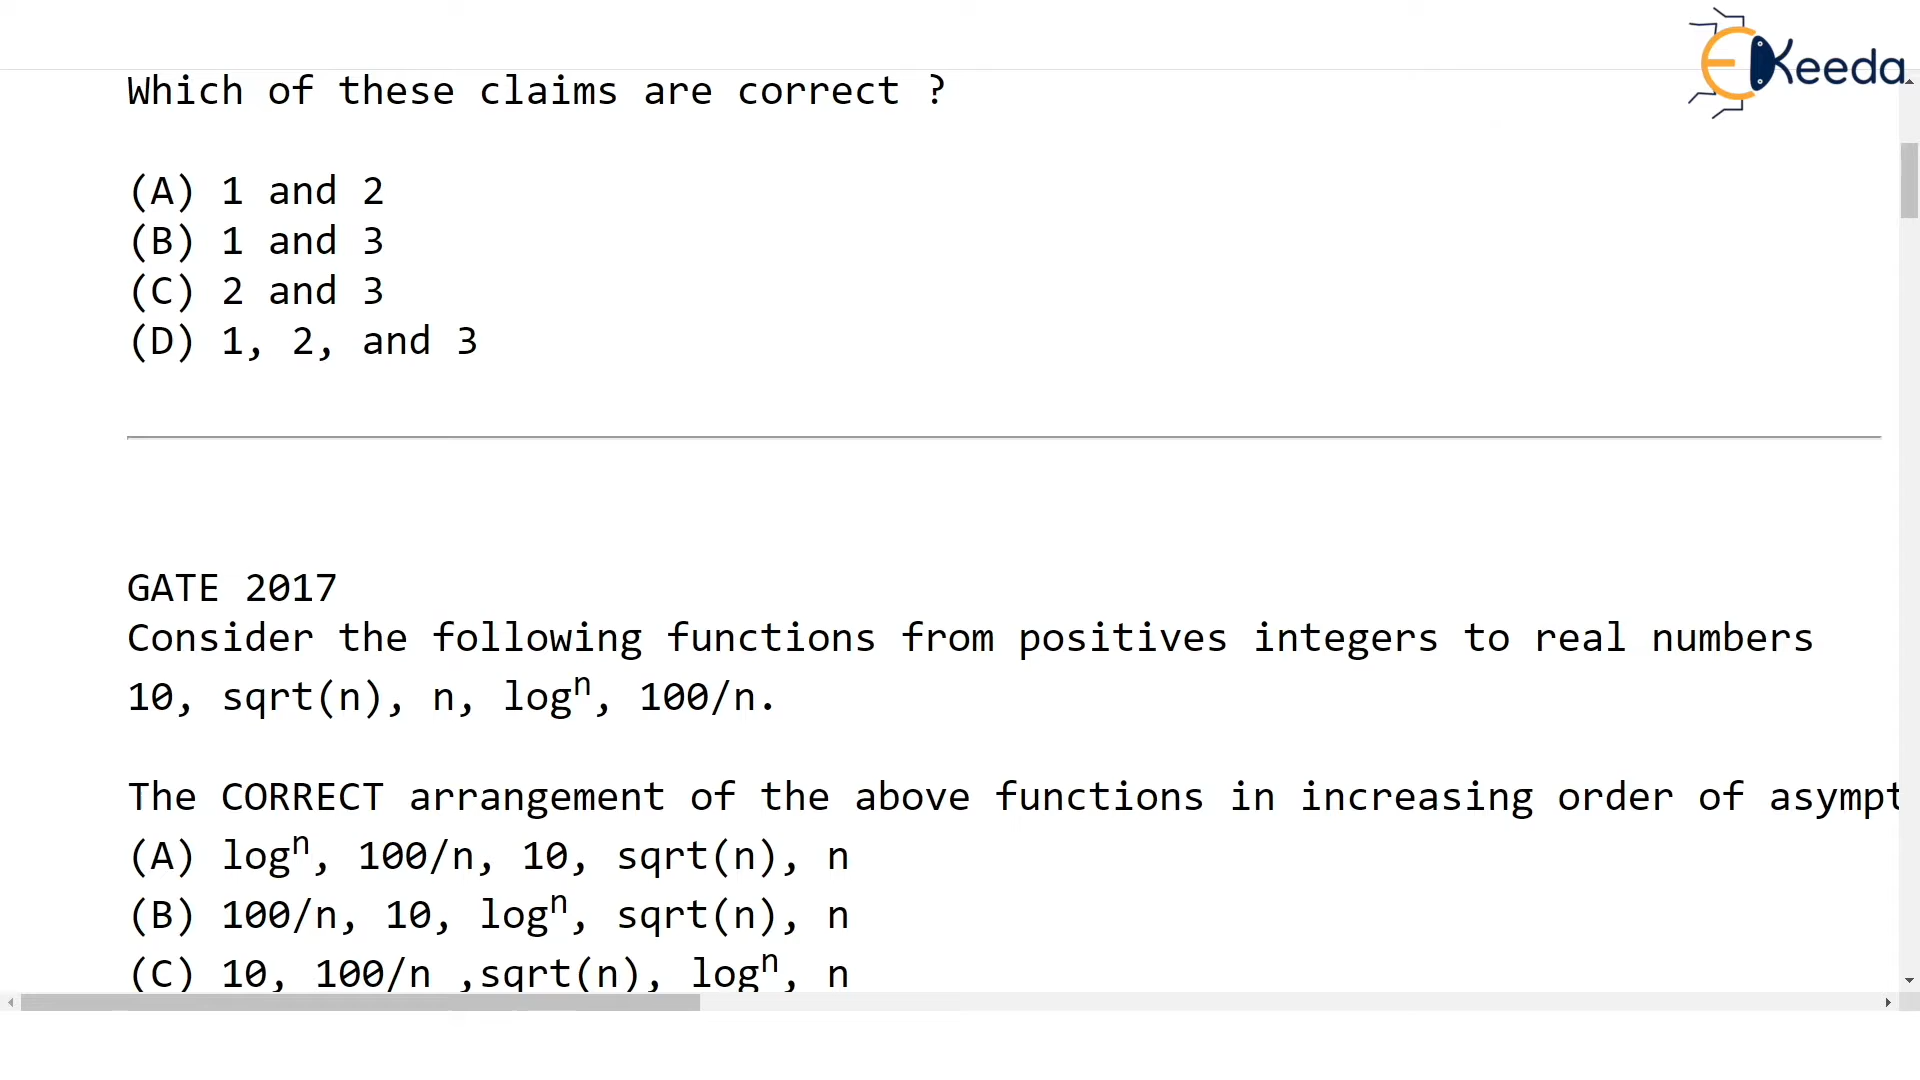 EKeeda
Which of these claims are correct ?
(A) 1 and 2
(B) 1 and 3
(C) 2 and 3
(D) 1, 2, and 3
GATE 2017
Consider the following functions from positives integers to real numbers
10, sqrt(n), n, logⁿ, 100/n.
The CORRECT arrangement of the above functions in increasing order of asympt
(A) logⁿ, 100/n, 10, sqrt(n), n
(B) 100/n, 10, logⁿ, sqrt(n), n
(C) 10, 100/n ,sqrt(n), logⁿ, n